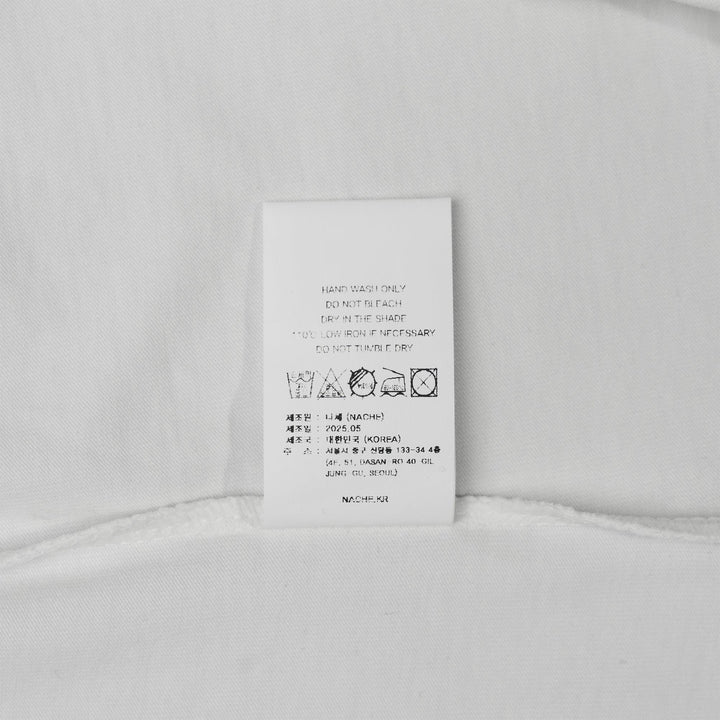 HAND WASH ONLY
DO NOT BLEACH
DRY IN THE SHADE
110℃ LOW IRON IF NECESSARY
DO NOT TUMBLE DRY
제조원 : 나체 (NACHE)
제조일 : 2025.05
제조국 : 대한민국 (KOREA)
주 소 : 서울시 중구 신당동 133-34 4층
(4F, 51, DASAN-RO 40-GIL
JUNG-GU, SEOUL)
NACHE.KR